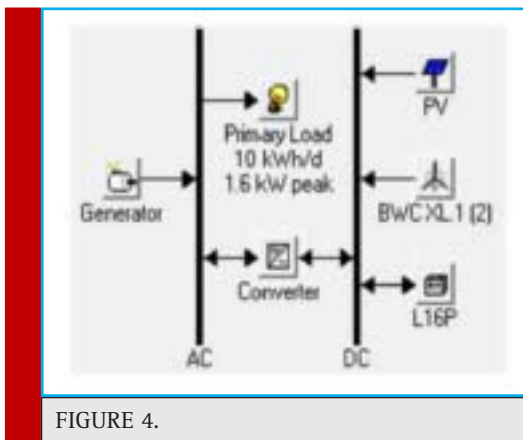 PV
Primary Load
10 kWh/d
1.6 kW peak
Generator
BWC XL.1 (2)
Converter
L16P
AC
DC
FIGURE 4.